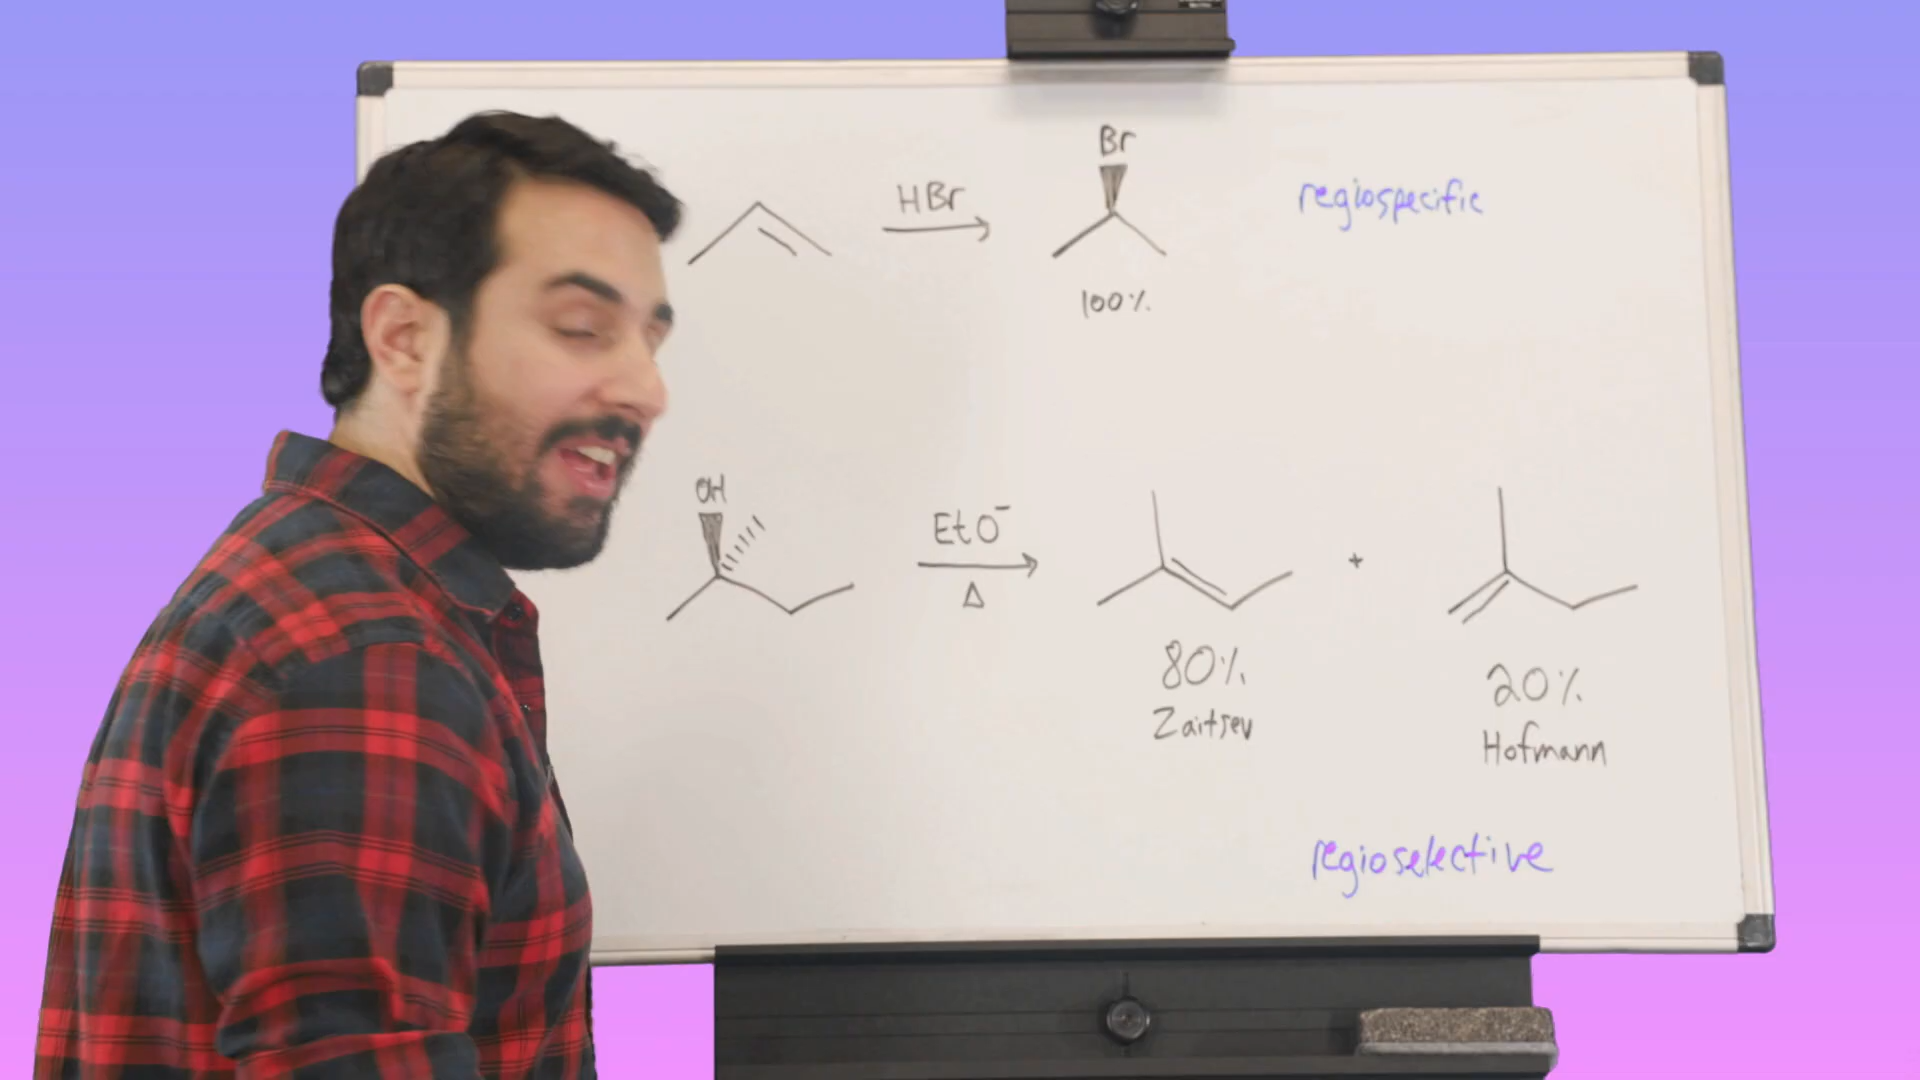 Br
HBr
regiospecific
100%
OH
EtO⁻
Δ
+
80%
Zaitsev
20%
Hofmann
regioselective